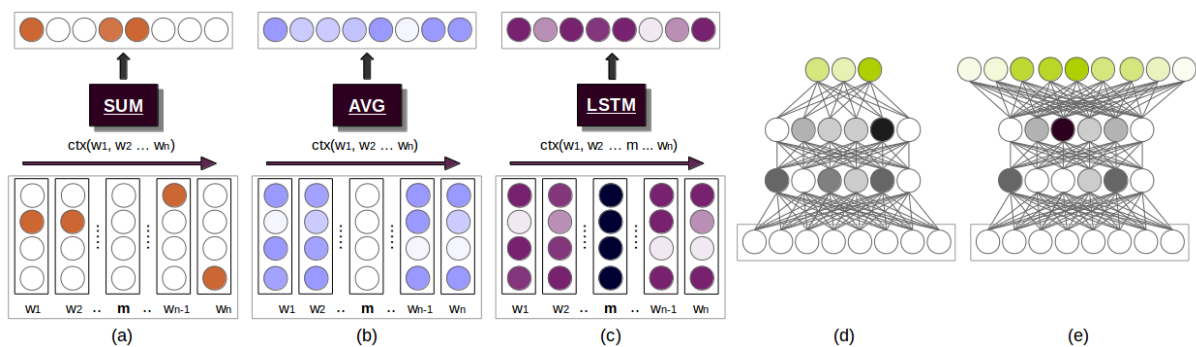 SUM
AVG
LSTM
ctx(w1, w2 ... wn)
ctx(w1, w2 ... wn)
ctx(w1, w2 ... m ... wn)
w1 w2 .. m .. wn-1 wn
w1 w2 .. m .. wn-1 wn
w1 w2 .. m .. wn-1 wn
(a) (b) (c) (d) (e)